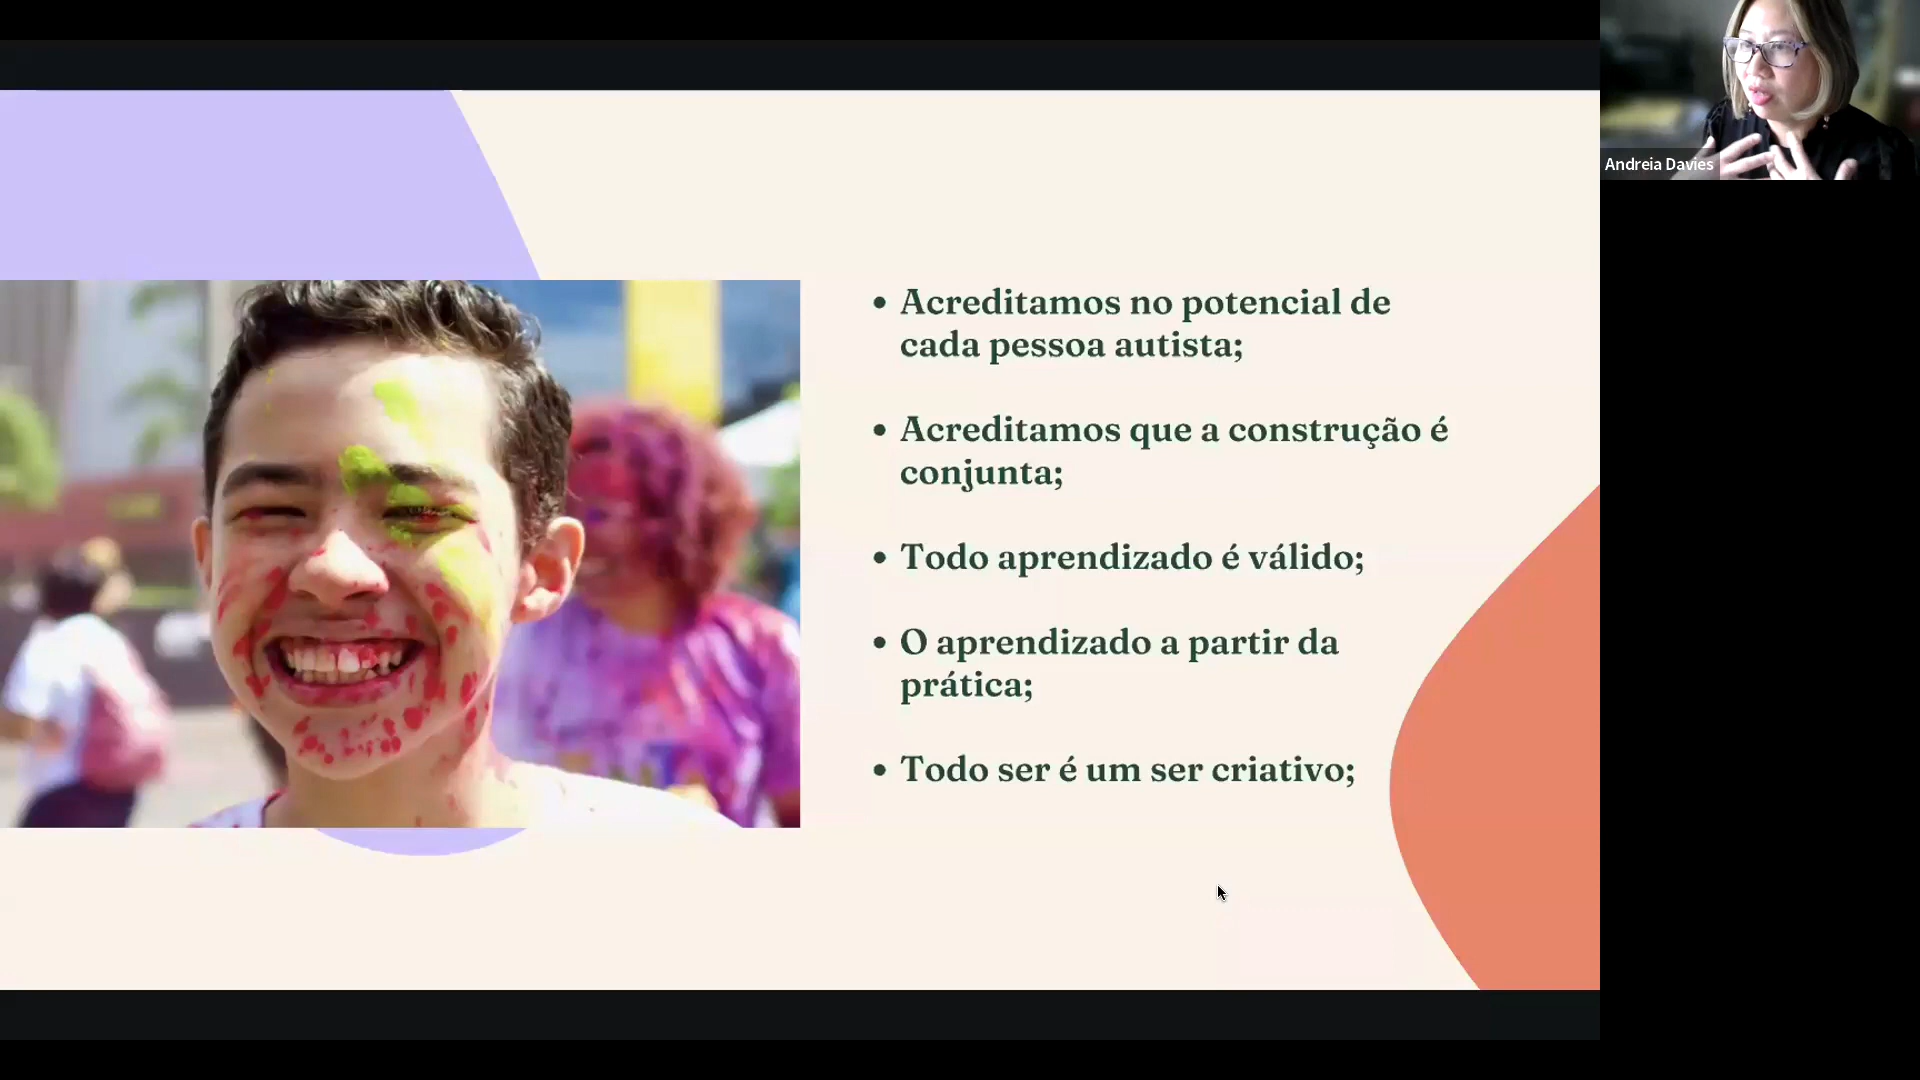 Andreia Davies
• Acreditamos no potencial de
cada pessoa autista;
• Acreditamos que a construção é
conjunta;
• Todo aprendizado é válido;
• O aprendizado a partir da
prática;
• Todo ser é um ser criativo;